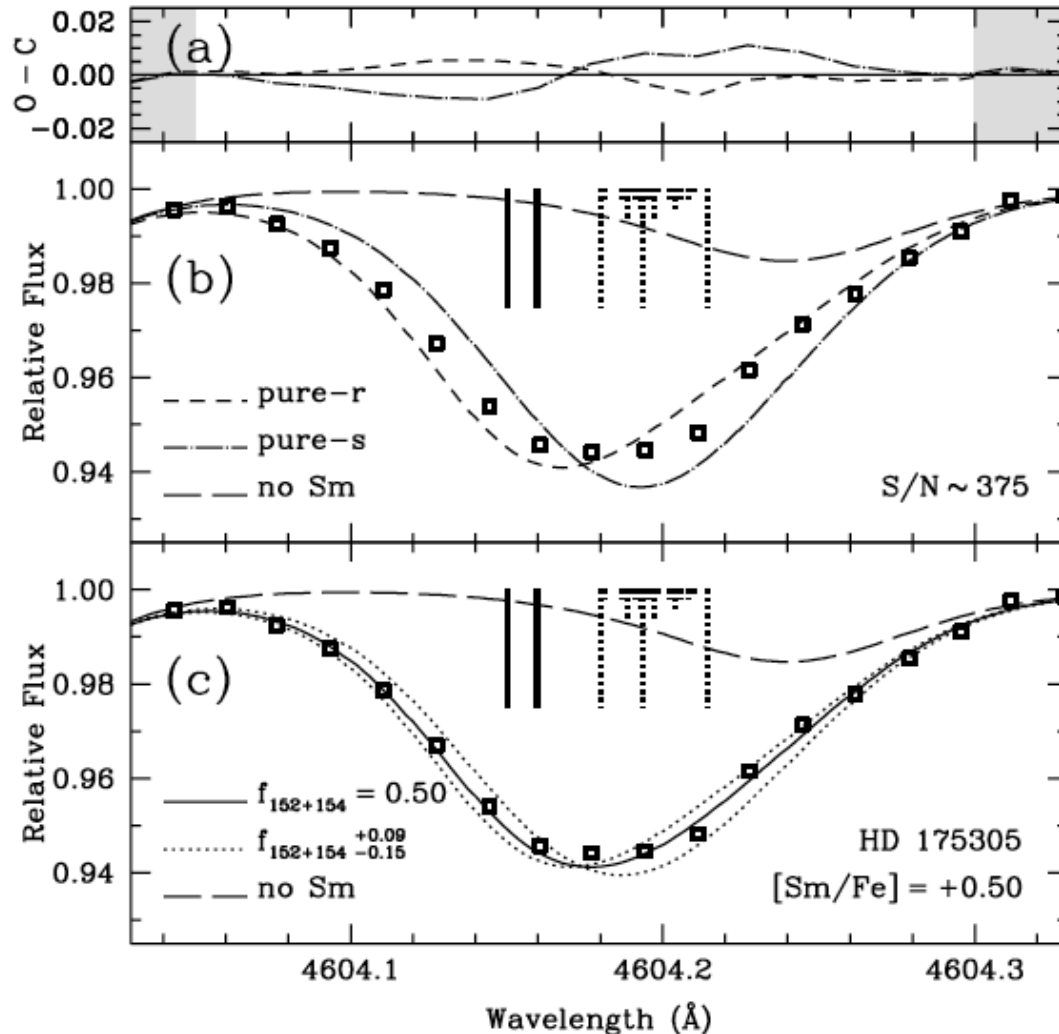 0.02
0.00
−0.02
O − C
(a)
1.00
0.98
0.96
0.94
Relative Flux
(b)
pure−r
pure−s
no Sm
S/N ~ 375
1.00
0.98
0.96
0.94
Relative Flux
(c)
f₁₅₂₊₁₅₄ = 0.50
f₁₅₂₊₁₅₄ +0.09 −0.15
no Sm
HD 175305
[Sm/Fe] = +0.50
4604.1 4604.2 4604.3
Wavelength (Å)